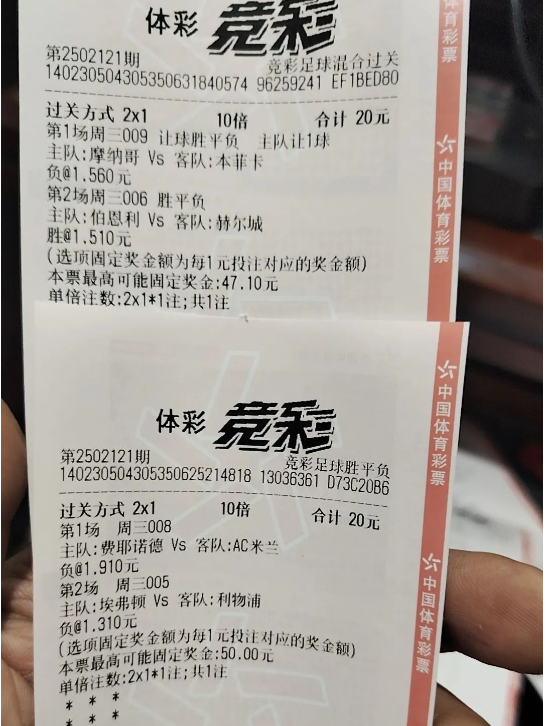 体彩 竞彩
第2502121期 竞彩足球混合过关
140230504305350631840574 96259241 EF1BED80
过关方式 2x1 10倍 合计 20元
第1场周三009 让球胜平负 主队让1球
主队:摩纳哥 Vs 客队:本菲卡
负@1.560元
第2场周三006 胜平负
主队:伯恩利 Vs 客队:赫尔城
胜@1.510元
(选项固定奖金额为每1元投注对应的奖金额)
本票最高可能固定奖金:47.10元
单倍注数:2x1*1注;共1注
体育彩票
中国体育彩票
体彩 竞彩
第2502121期 竞彩足球胜平负
140230504305350625214818 13036361 D73C20B6
过关方式 2x1 10倍 合计 20元
第1场 周三008
主队:费耶诺德 Vs 客队:AC米兰
负@1.910元
第2场 周三005
主队:埃弗顿 Vs 客队:利物浦
负@1.310元
(选项固定奖金额为每1元投注对应的奖金额)
本票最高可能固定奖金:50.00元
单倍注数:2x1*1注;共1注
* * *
* * *
中国体育彩票
中国体育彩票